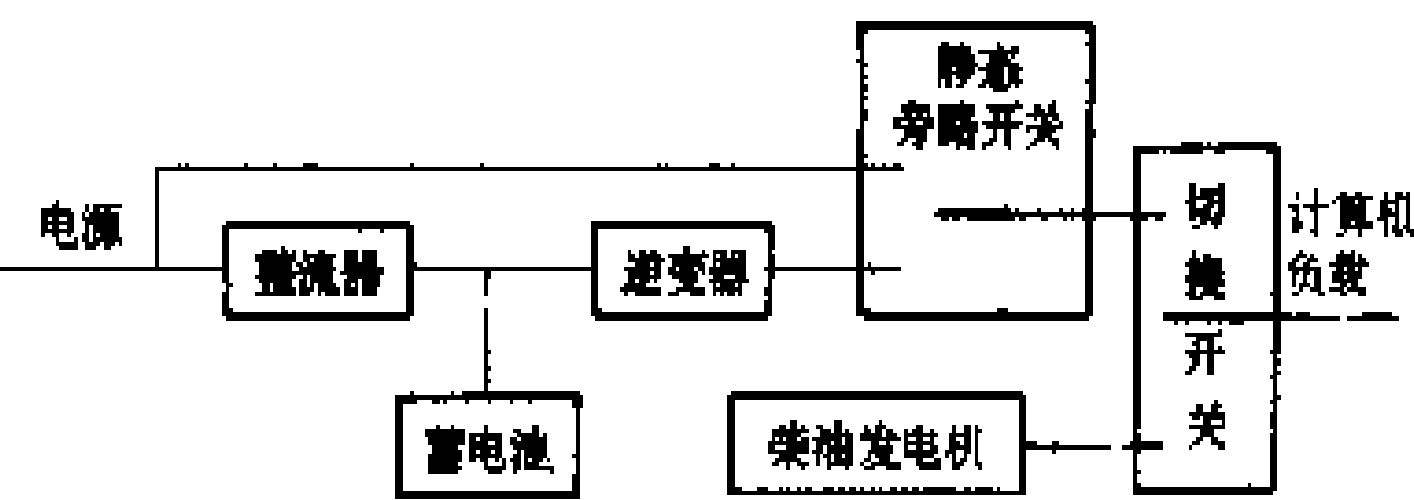 静态
旁路开关
电源
整流器
逆变器
切换开关
计算机
负载
蓄电池
柴油发电机